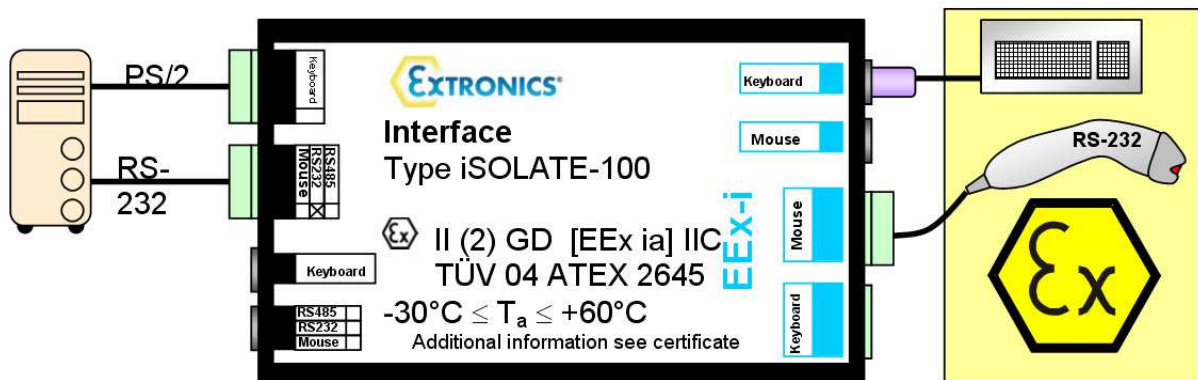 PS/2
RS-
232
Keyboard
RS485
RS232
Mouse
Keyboard
RS485
RS232
Mouse
EXTRONICS®
Interface
Type iSOLATE-100
Ex II (2) GD [EEx ia] IIC
TÜV 04 ATEX 2645
-30°C ≤ Ta ≤ +60°C
Additional information see certificate
EEx-i
Keyboard
Mouse
Mouse
Keyboard
RS-232
Ex